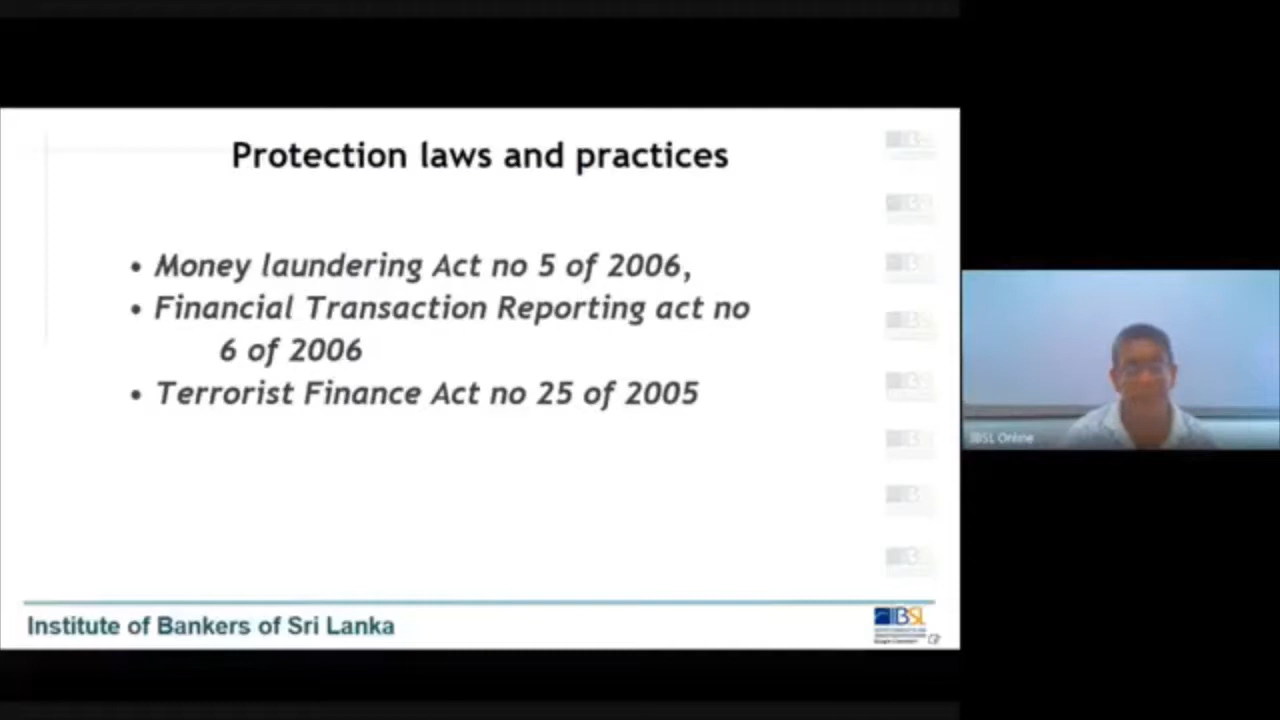 Protection laws and practices
• Money laundering Act no 5 of 2006,
• Financial Transaction Reporting act no
6 of 2006
• Terrorist Finance Act no 25 of 2005
Institute of Bankers of Sri Lanka
IBSL
IBSL Online